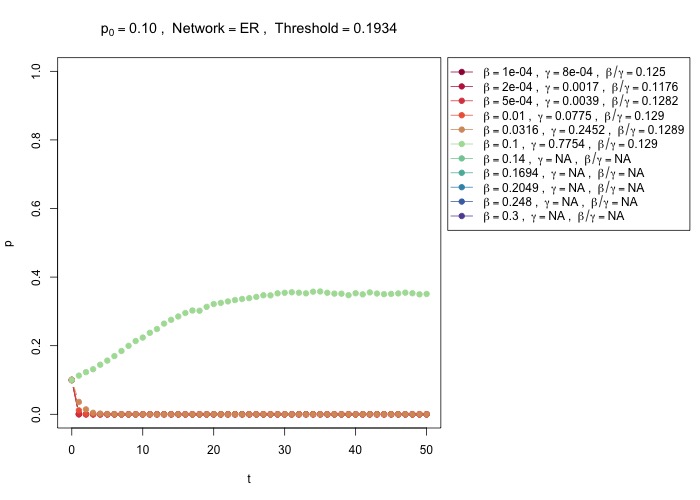 p₀ = 0.10 , Network = ER , Threshold = 0.1934
β = 1e-04 , γ = 8e-04 , β/γ = 0.125
β = 2e-04 , γ = 0.0017 , β/γ = 0.1176
β = 5e-04 , γ = 0.0039 , β/γ = 0.1282
β = 0.01 , γ = 0.0775 , β/γ = 0.129
β = 0.0316 , γ = 0.2452 , β/γ = 0.1289
β = 0.1 , γ = 0.7754 , β/γ = 0.129
β = 0.14 , γ = NA , β/γ = NA
β = 0.1694 , γ = NA , β/γ = NA
β = 0.2049 , γ = NA , β/γ = NA
β = 0.248 , γ = NA , β/γ = NA
β = 0.3 , γ = NA , β/γ = NA
1.0
0.8
0.6
0.4
0.2
0.0
p
0 10 20 30 40 50
t